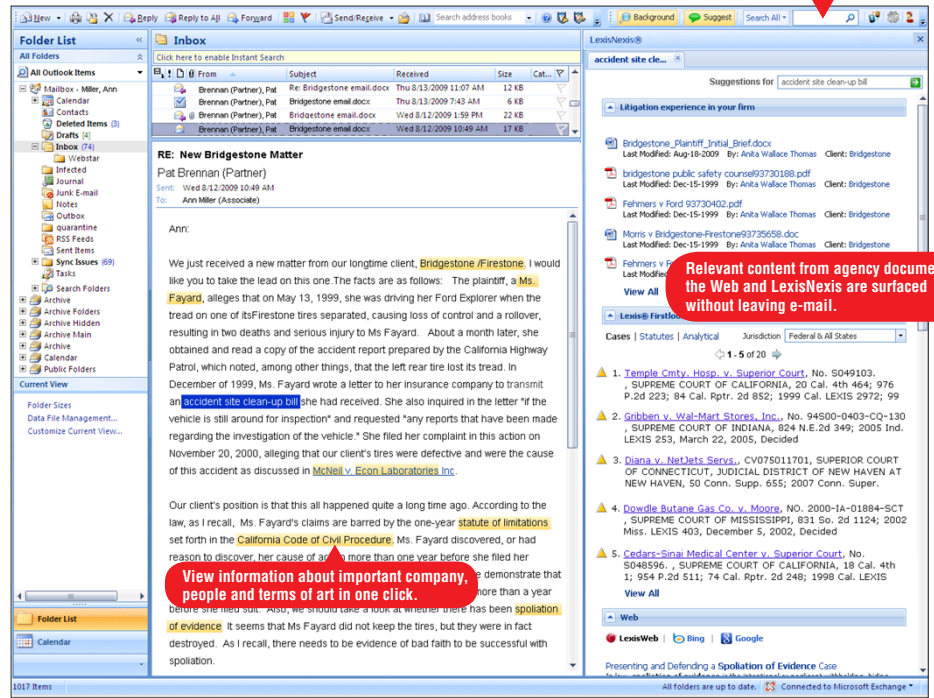 New
Reply
Reply to All
Forward
Send/Receive
Search address books
Background
Suggest
Search All
Folder List
All Folders
All Outlook Items
Mailbox - Miller, Ann
Calendar
Contacts
Deleted Items (3)
Drafts [4]
Inbox (74)
Webstar
Infected
Journal
Junk E-mail
Notes
Outbox
quarantine
RSS Feeds
Sent Items
Sync Issues (69)
Tasks
Search Folders
Archive
Archive Folders
Archive Hidden
Archive Main
Archive
Calendar
Public Folders
Current View
Folder Sizes
Data File Management...
Customize Current View...
Folder List
Calendar
1017 Items
Inbox
Click here to enable Instant Search
From Subject Received Size Cat...
Brennan (Partner), Pat Re: Bridgestone email.docx Thu 8/13/2009 11:07 AM 12 KB
Brennan (Partner), Pat Bridgestone email.docx Thu 8/13/2009 7:43 AM 6 KB
Brennan (Partner), Pat Bridgestone email.docx Wed 8/12/2009 1:59 PM 22 KB
Brennan (Partner), Pat Bridgestone email.docx Wed 8/12/2009 10:49 AM 17 KB
RE: New Bridgestone Matter
Pat Brennan (Partner)
Sent: Wed 8/12/2009 10:49 AM
To: Ann Miller (Associate)
Ann:
We just received a new matter from our longtime client, Bridgestone /Firestone. I would
like you to take the lead on this one.The facts are as follows: The plaintiff, a Ms.
Fayard, alleges that on May 13, 1999, she was driving her Ford Explorer when the
tread on one of itsFirestone tires separated, causing loss of control and a rollover,
resulting in two deaths and serious injury to Ms Fayard. About a month later, she
obtained and read a copy of the accident report prepared by the California Highway
Patrol, which noted, among other things, that the left rear tire lost its tread. In
December of 1999, Ms. Fayard wrote a letter to her insurance company to transmit
an accident site clean-up bill she had received. She also inquired in the letter "if the
vehicle is still around for inspection" and requested "any reports that have been made
regarding the investigation of the vehicle." She filed her complaint in this action on
November 20, 2000, alleging that our client's tires were defective and were the cause
of this accident as discussed in McNeil v. Econ Laboratories Inc.
Our client's position is that this all happened quite a long time ago. According to the
law, as I recall, Ms. Fayard's claims are barred by the one-year statute of limitations
set forth in the California Code of Civil Procedure. Ms. Fayard discovered, or had
reason to discover, her cause of action more than one year before she filed her
demonstrate that
more than a year
before she filed suit. Also, we should take a look at whether there has been spoliation
of evidence It seems that Ms Fayard did not keep the tires, but they were in fact
destroyed. As I recall, there needs to be evidence of bad faith to be successful with
spoliation.
View information about important company,
people and terms of art in one click.
LexisNexis®
accident site cle...
Suggestions for accident site clean-up bill
Litigation experience in your firm
Bridgestone_Plaintiff_Initial_Brief.docx
Last Modified: Aug-18-2009 By: Anita Wallace Thomas Client: Bridgestone
bridgestone public safety counsel93730188.pdf
Last Modified: Dec-15-1999 By: Anita Wallace Thomas Client: Bridgestone
Fehmers v Ford 93730402.pdf
Last Modified: Dec-15-1999 By: Anita Wallace Thomas Client: Bridgestone
Morris v Bridgestone-Firestone93735658.doc
Last Modified: Dec-15-1999 By: Anita Wallace Thomas Client: Bridgestone
Fehmers v
Last Modified
View All
Relevant content from agency docume
the Web and LexisNexis are surfaced
without leaving e-mail.
Lexis® Firstlo
Cases | Statutes | Analytical Jurisdiction Federal & All States
1 - 5 of 20
1. Temple Cmty. Hosp. v. Superior Court, No. S049103.
, SUPREME COURT OF CALIFORNIA, 20 Cal. 4th 464; 976
P.2d 223; 84 Cal. Rptr. 2d 852; 1999 Cal. LEXIS 2972; 99
2. Gribben v. Wal-Mart Stores, Inc., No. 94S00-0403-CQ-130
, SUPREME COURT OF INDIANA, 824 N.E.2d 349; 2005 Ind.
LEXIS 253, March 22, 2005, Decided
3. Diana v. NetJets Servs., CV075011701, SUPERIOR COURT
OF CONNECTICUT, JUDICIAL DISTRICT OF NEW HAVEN AT
NEW HAVEN, 50 Conn. Supp. 655; 2007 Conn. Super.
4. Dowdle Butane Gas Co. v. Moore, NO. 2000-IA-01884-SCT
, SUPREME COURT OF MISSISSIPPI, 831 So. 2d 1124; 2002
Miss. LEXIS 403, December 5, 2002, Decided
5. Cedars-Sinai Medical Center v. Superior Court, No.
S048596. , SUPREME COURT OF CALIFORNIA, 18 Cal. 4th
1; 954 P.2d 511; 74 Cal. Rptr. 2d 248; 1998 Cal. LEXIS
View All
Web
LexisWeb | Bing | Google
Presenting and Defending a Spoliation of Evidence Case
All folders are up to date. Connected to Microsoft Exchange